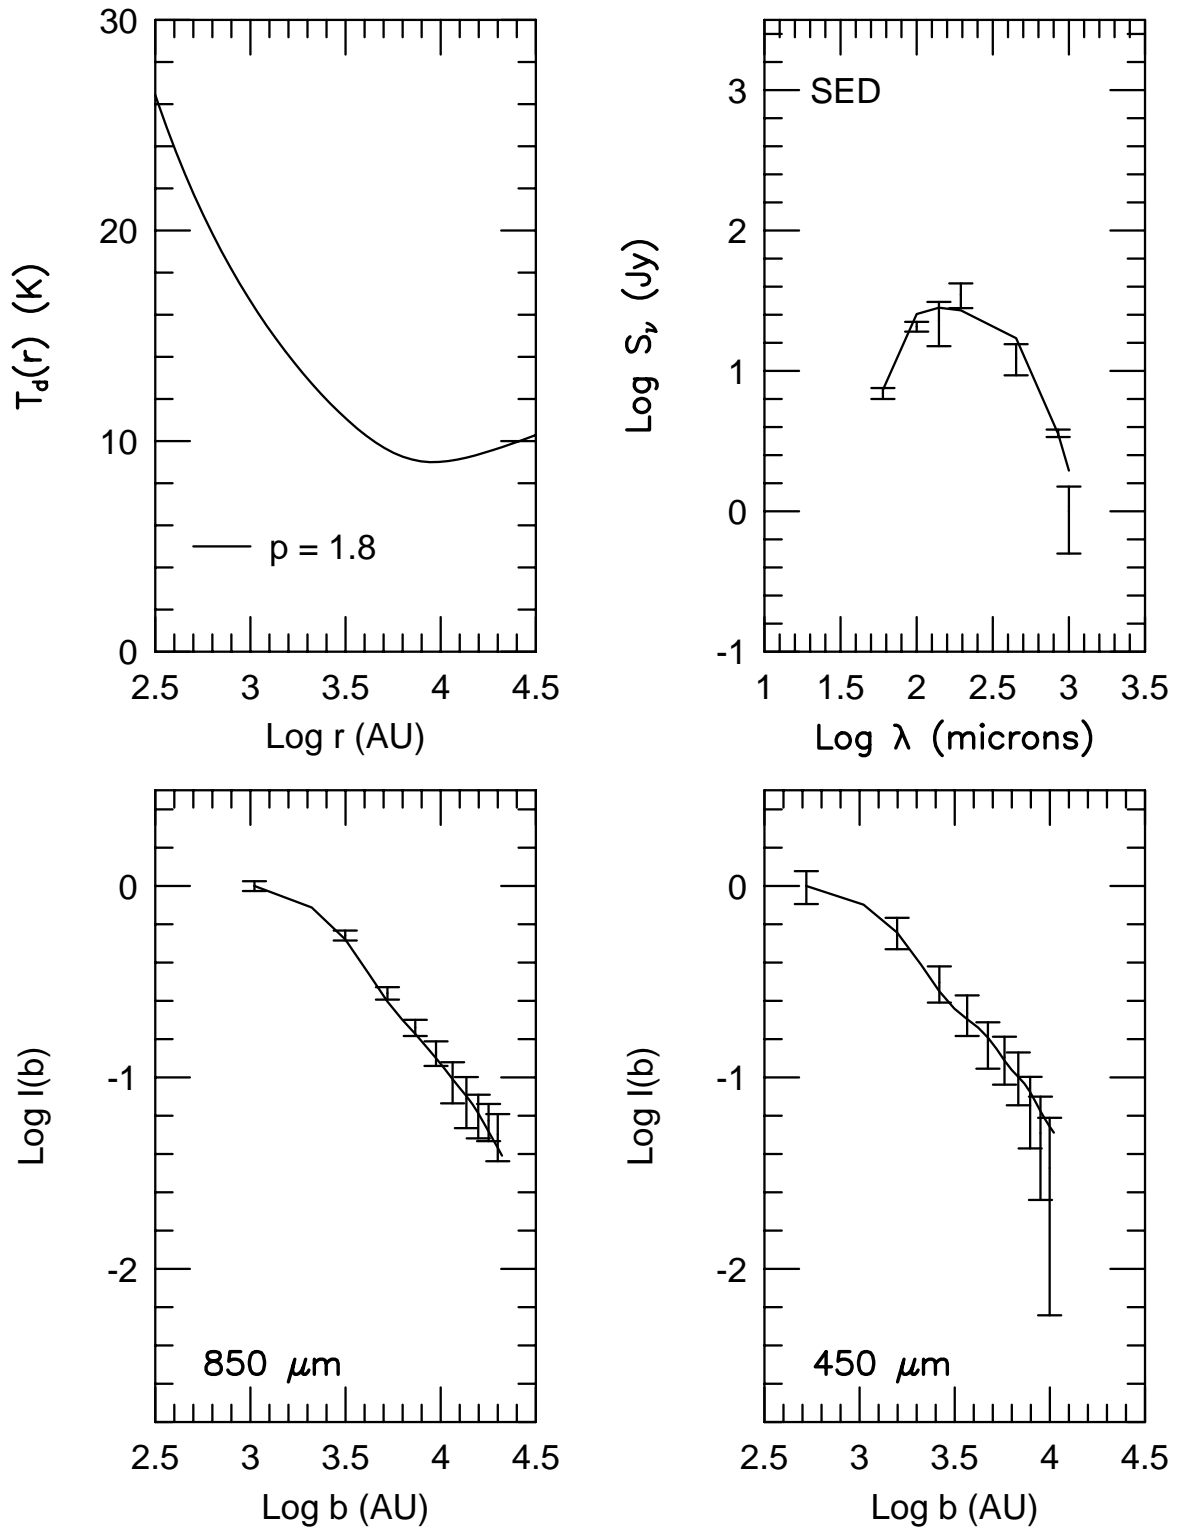 30
20
10
0
T_d(r) (K)
p = 1.8
2.5 3 3.5 4 4.5
Log r (AU)
3
2
1
0
-1
Log S_ν (Jy)
SED
1 1.5 2 2.5 3 3.5
Log λ (microns)
0
-1
-2
Log I(b)
850 μm
2.5 3 3.5 4 4.5
Log b (AU)
0
-1
-2
Log I(b)
450 μm
2.5 3 3.5 4 4.5
Log b (AU)